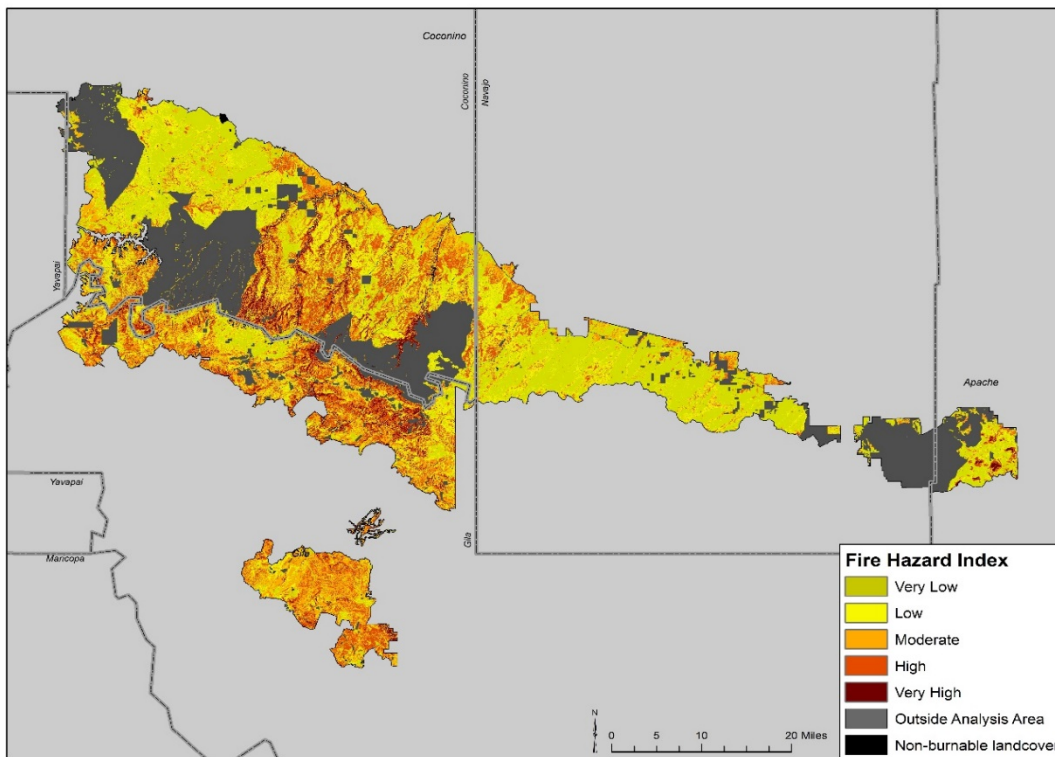 Coconino
Coconino
Navajo
Yavapai
Apache
Yavapai
Maricopa
Gila
Gila
Fire Hazard Index
Very Low
Low
Moderate
High
Very High
Outside Analysis Area
Non-burnable landcover
N
0 5 10 20 Miles